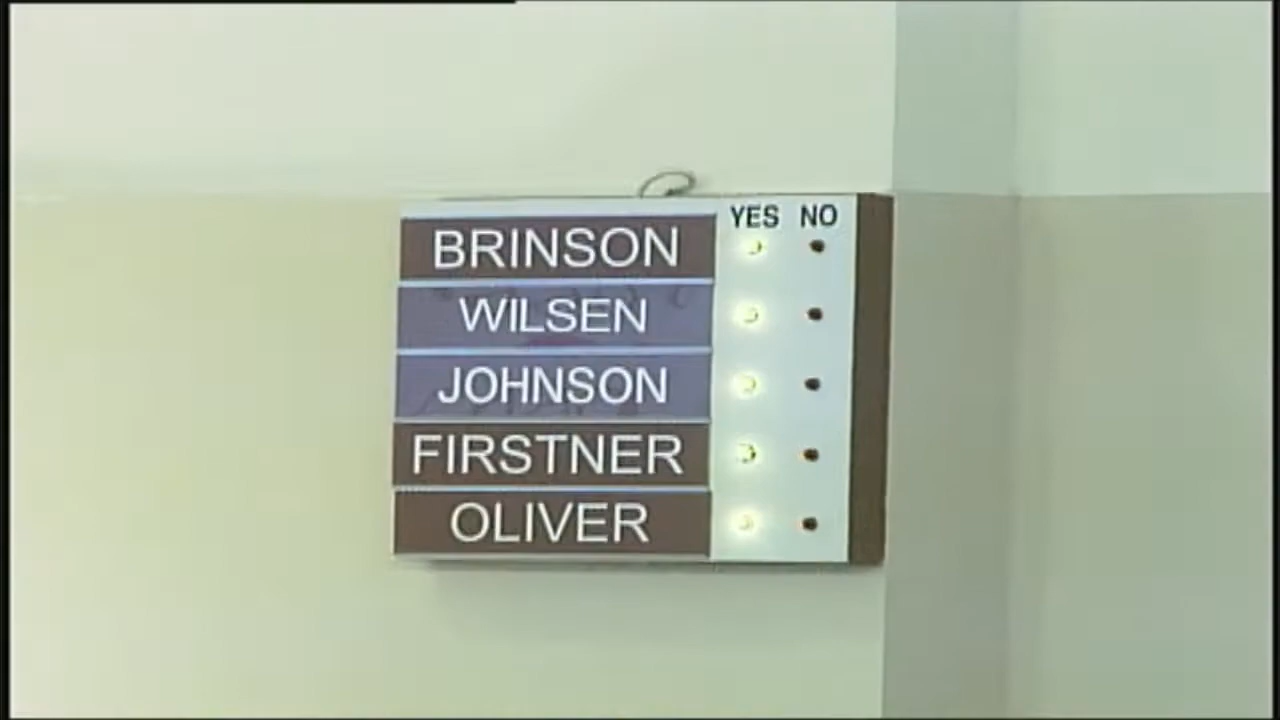 YES NO
BRINSON
WILSEN
JOHNSON
FIRSTNER
OLIVER